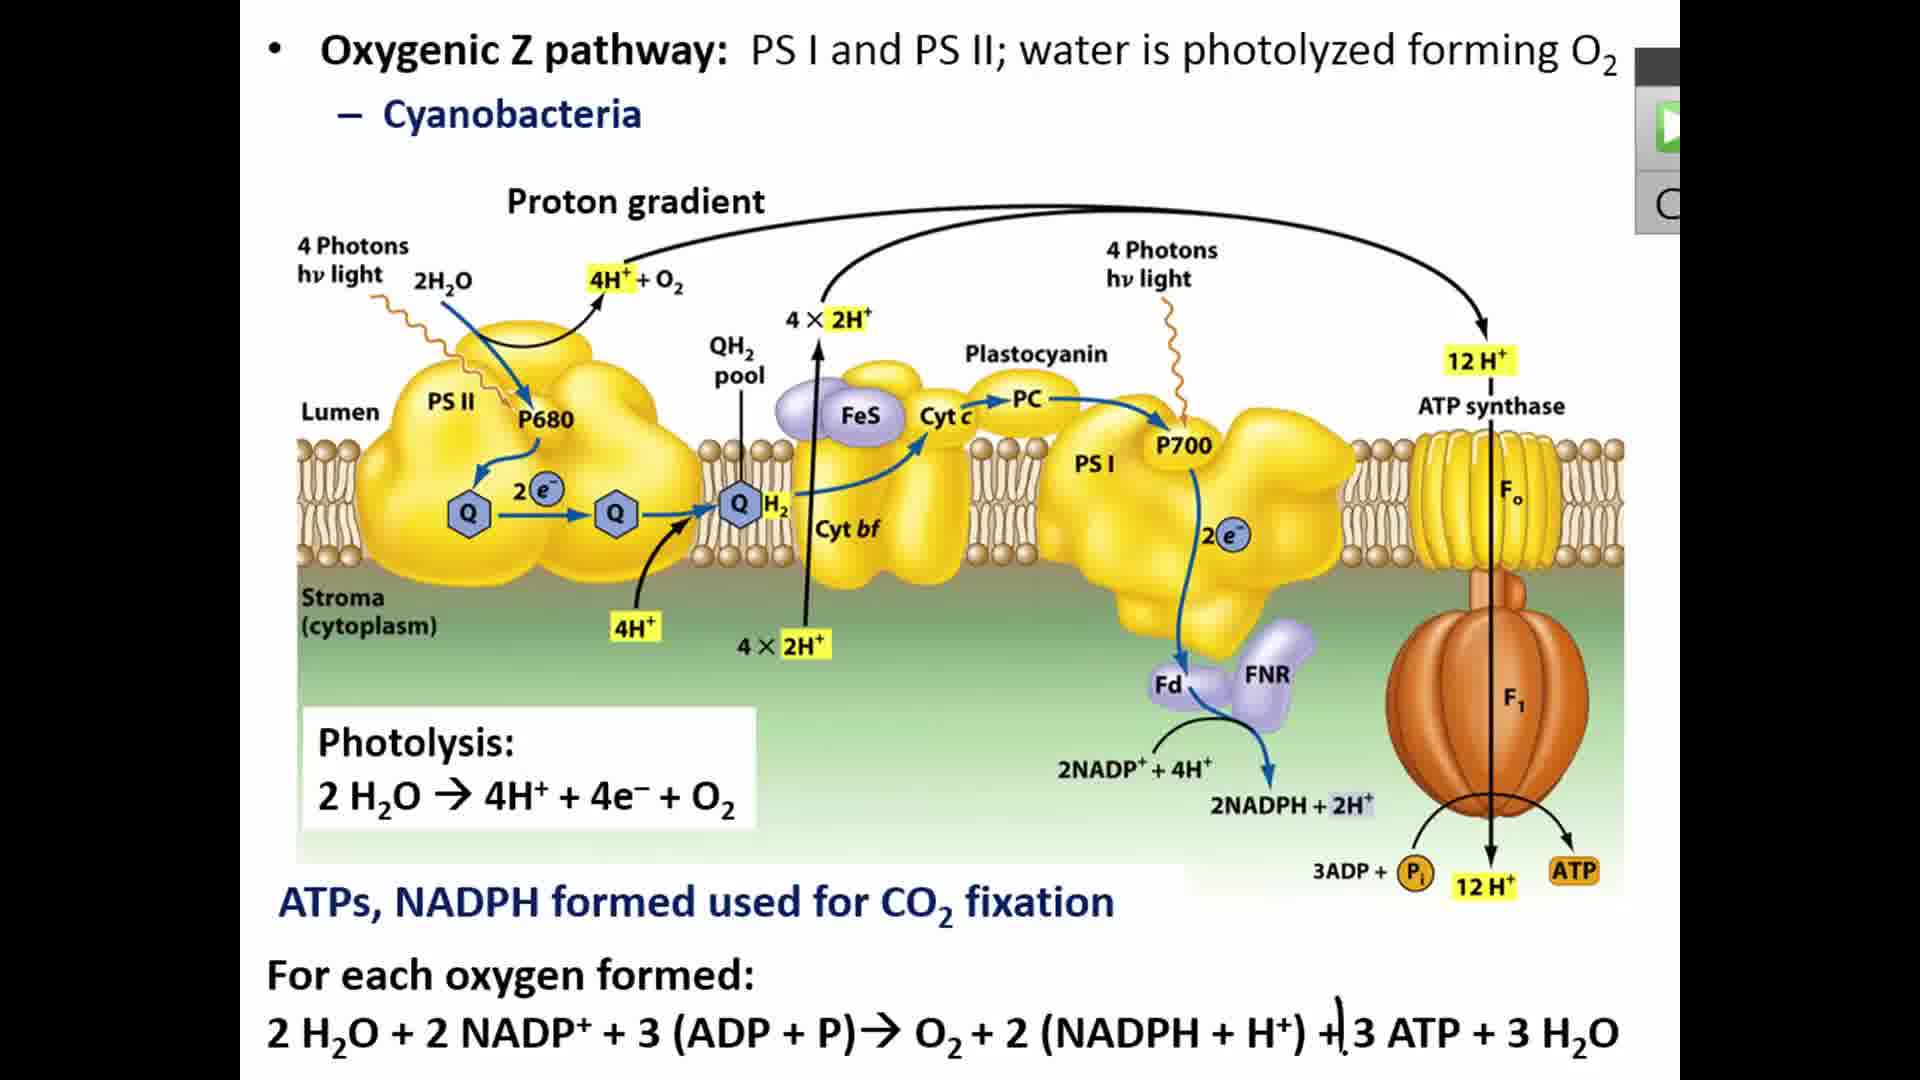 • Oxygenic Z pathway: PS I and PS II; water is photolyzed forming O₂
– Cyanobacteria
Proton gradient
4 Photons
hν light
2H₂O
4H⁺ + O₂
4 Photons
hν light
4 × 2H⁺
QH₂
pool
Plastocyanin
12 H⁺
ATP synthase
Lumen
PS II
P680
FeS
Cyt c
PC
P700
PS I
Q
2 e⁻
Q
Q H₂
Cyt bf
2 e⁻
F₀
Stroma
(cytoplasm)
4H⁺
4 × 2H⁺
Fd
FNR
F₁
Photolysis:
2 H₂O → 4H⁺ + 4e⁻ + O₂
2NADP⁺ + 4H⁺
2NADPH + 2H⁺
3ADP + Pᵢ
12 H⁺
ATP
ATPs, NADPH formed used for CO₂ fixation
For each oxygen formed:
2 H₂O + 2 NADP⁺ + 3 (ADP + P) → O₂ + 2 (NADPH + H⁺) + 3 ATP + 3 H₂O